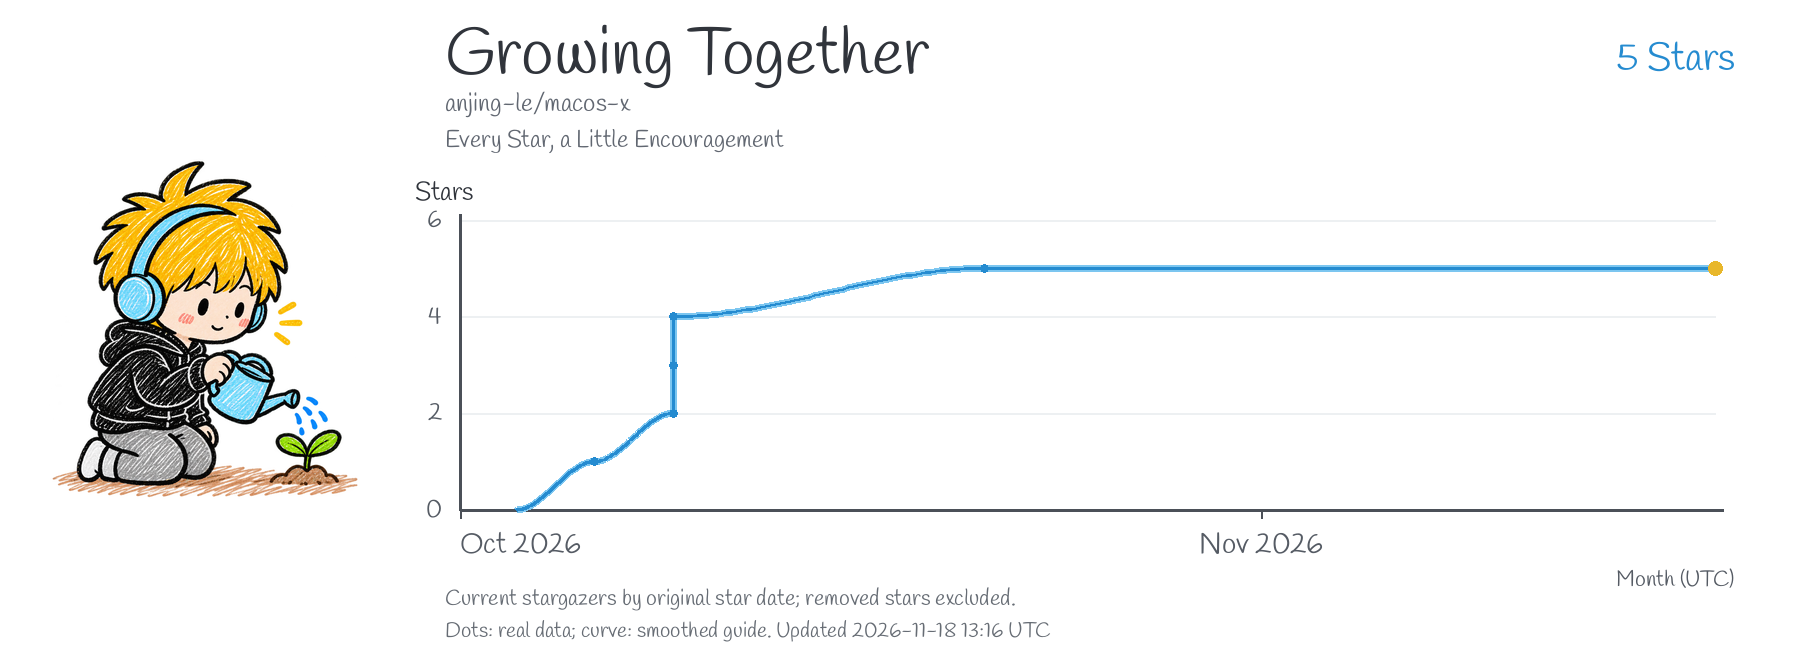 Growing Together
5 Stars
anjing-le/macos-x
Every Star, a Little Encouragement
Stars
6
4
2
0
Oct 2026
Nov 2026
Month (UTC)
Current stargazers by original star date; removed stars excluded.
Dots: real data; curve: smoothed guide. Updated 2026-11-18 13:16 UTC